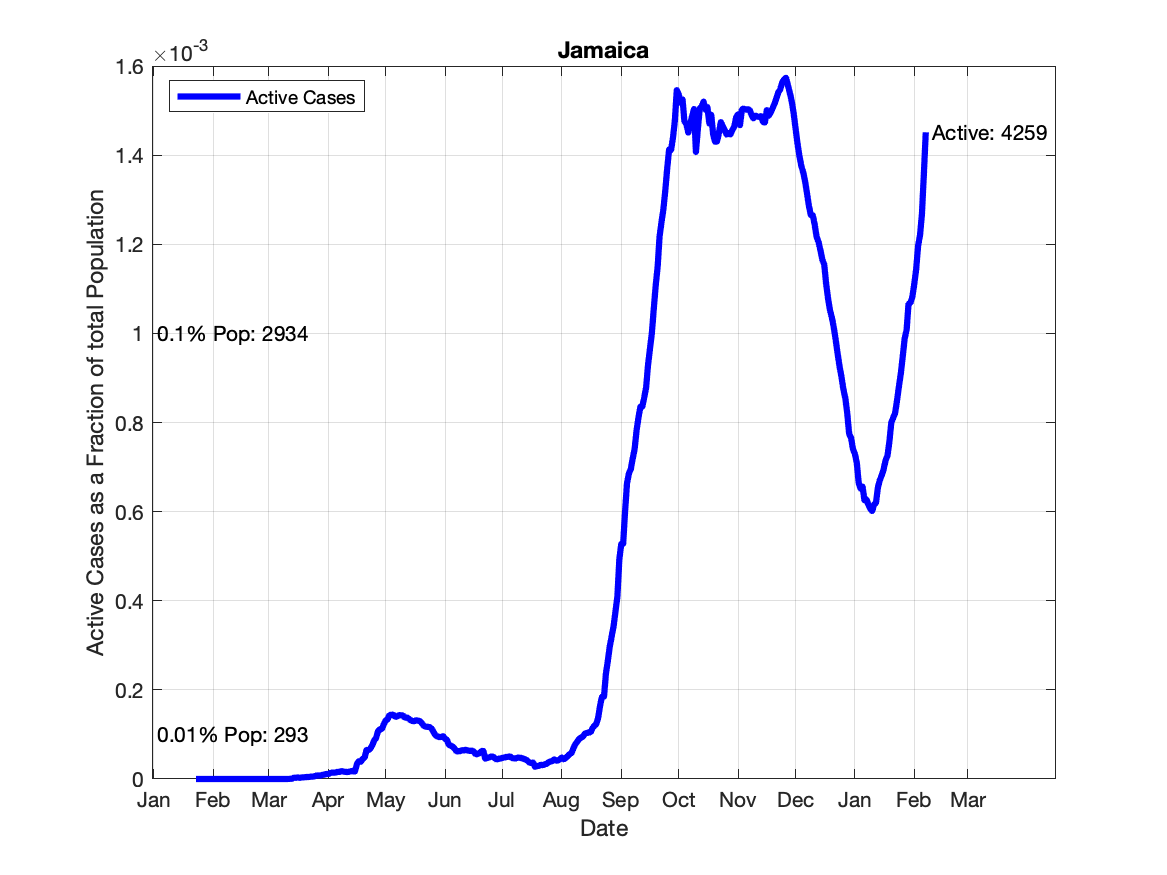 Jamaica
×10-3
1.6
1.4
1.2
1
0.8
0.6
0.4
0.2
0
Active Cases as a Fraction of total Population
Active Cases
Active: 4259
0.1% Pop: 2934
0.01% Pop: 293
Jan Feb Mar Apr May Jun Jul Aug Sep Oct Nov Dec Jan Feb Mar
Date